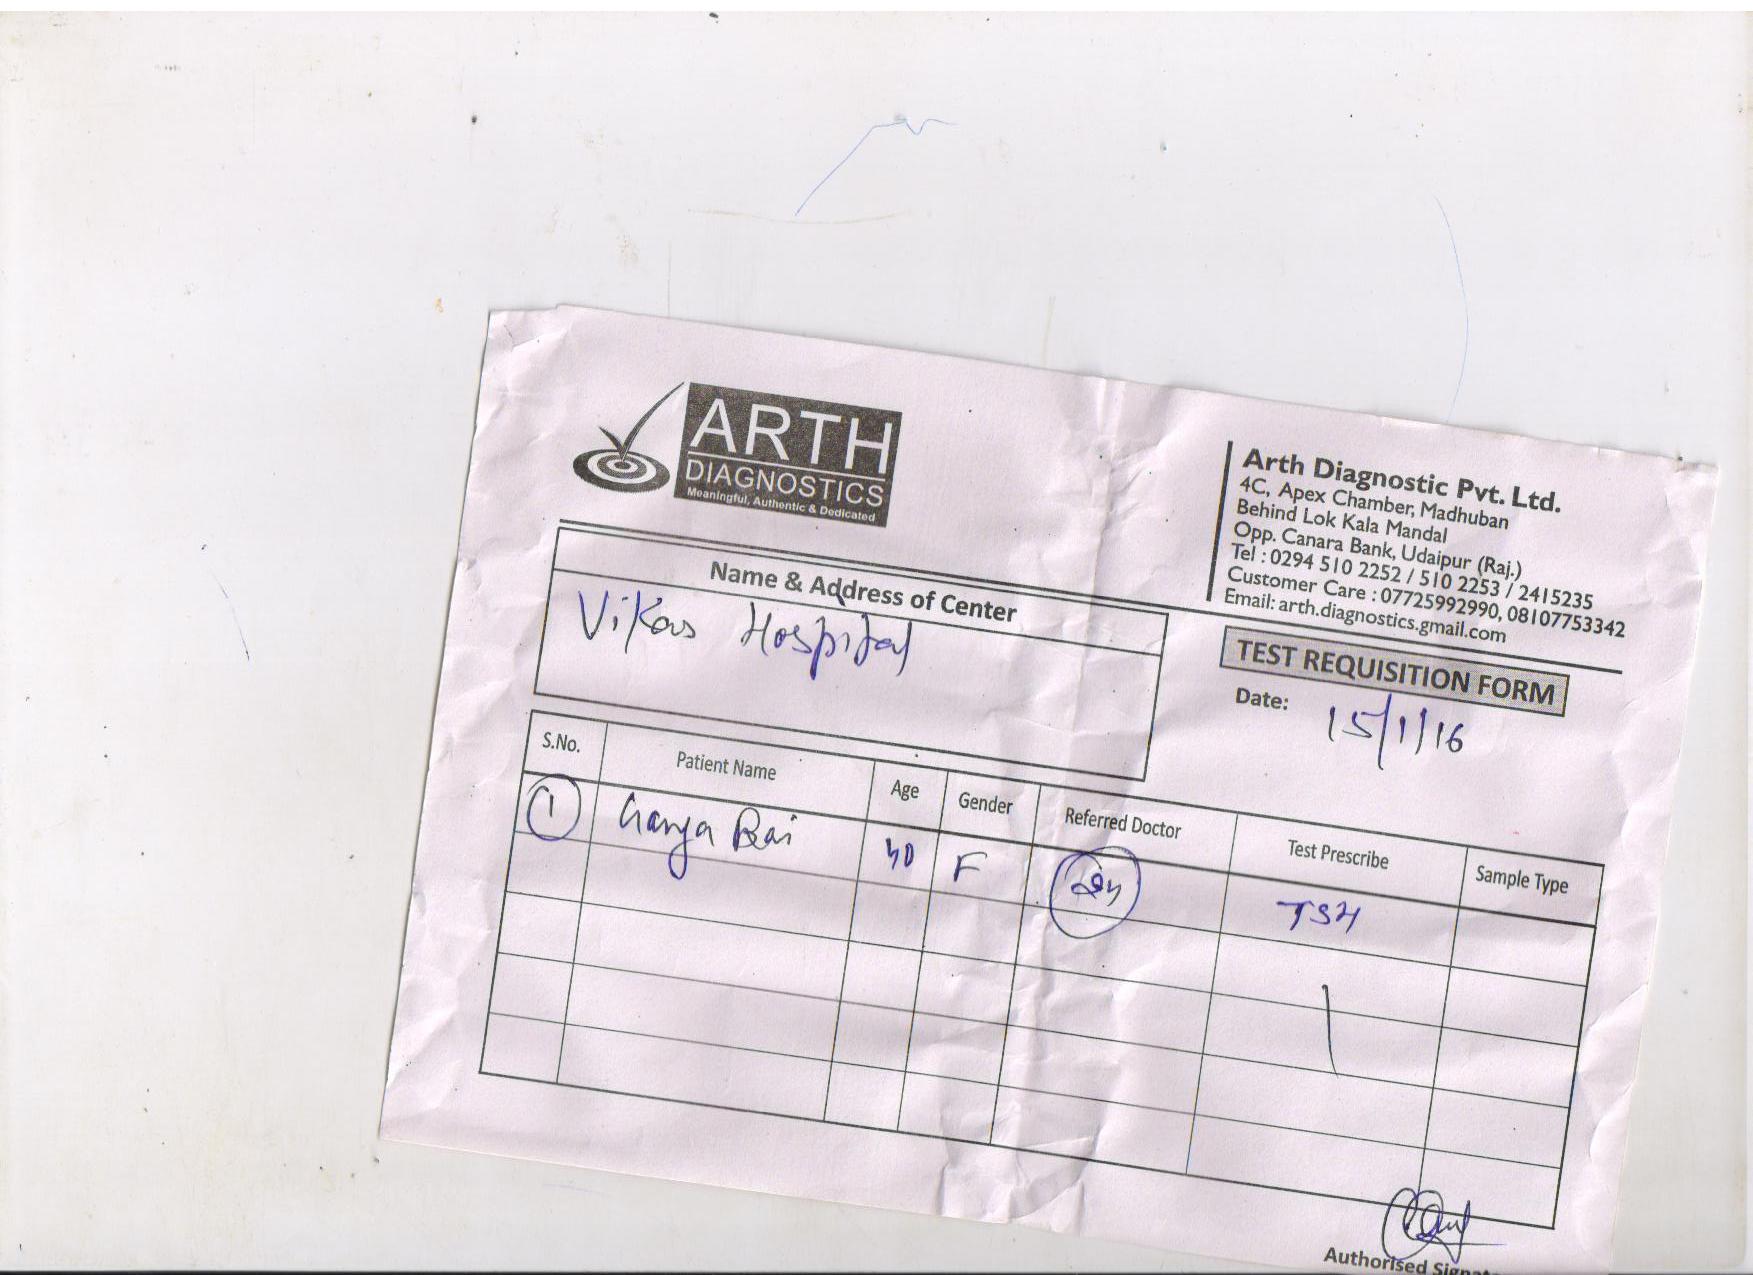 ARTH
DIAGNOSTICS
Meaningful, Authentic & Dedicated
Arth Diagnostic Pvt. Ltd.
4C, Apex Chamber, Madhuban
Behind Lok Kala Mandal
Opp. Canara Bank, Udaipur (Raj.)
Tel : 0294 510 2252 / 510 2253 / 2415235
Customer Care : 07725992990, 08107753342
Email: arth.diagnostics.gmail.com
Name & Address of Center
Vikas Hospital
TEST REQUISITION FORM
Date: 15/1/16
S.No. Patient Name Age Gender Referred Doctor Test Prescribe Sample Type
1 Ganga Bai 40 F TSH
Authorised